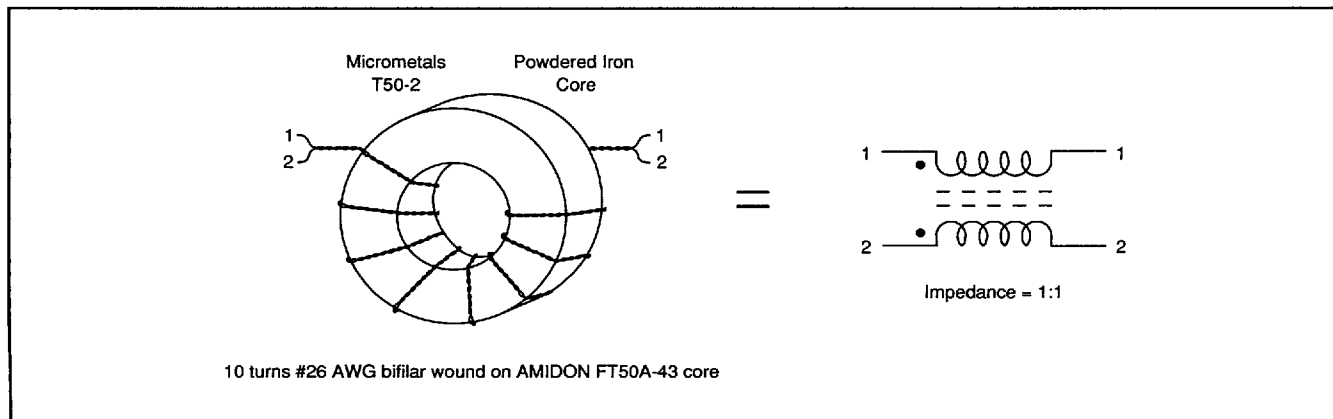 Micrometals
T50-2
Powdered Iron
Core
1
2
1
2
1
1
2
2
Impedance = 1:1
10 turns #26 AWG bifilar wound on AMIDON FT50A-43 core